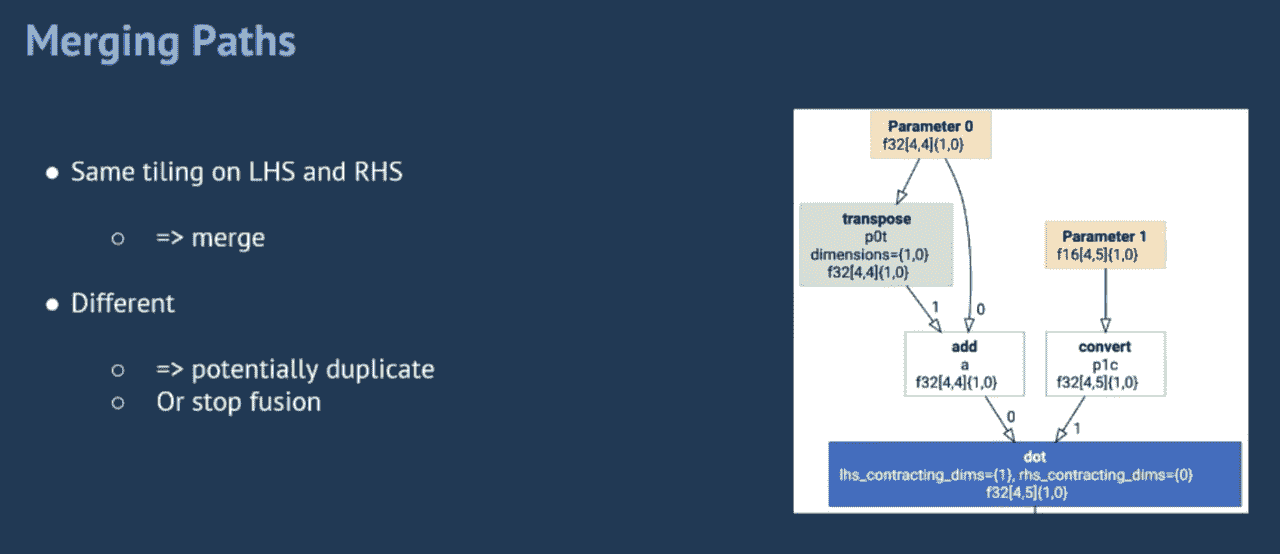 Merging Paths
● Same tiling on LHS and RHS
○ => merge
● Different
○ => potentially duplicate
○ Or stop fusion
Parameter 0
f32[4,4]{1,0}
transpose
p0t
dimensions={1,0}
f32[4,4]{1,0}
Parameter 1
f16[4,5]{1,0}
1
0
add
a
f32[4,4]{1,0}
convert
p1c
f32[4,5]{1,0}
0
1
dot
lhs_contracting_dims={1}, rhs_contracting_dims={0}
f32[4,5]{1,0}